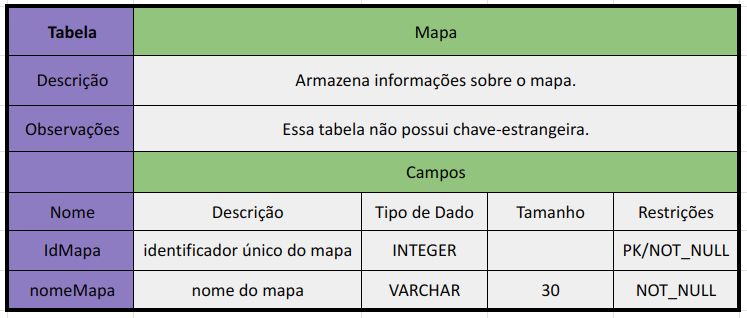 Tabela Mapa
Descrição Armazena informações sobre o mapa.
Observações Essa tabela não possui chave-estrangeira.
Campos
Nome Descrição Tipo de Dado Tamanho Restrições
IdMapa identificador único do mapa INTEGER PK/NOT_NULL
nomeMapa nome do mapa VARCHAR 30 NOT_NULL